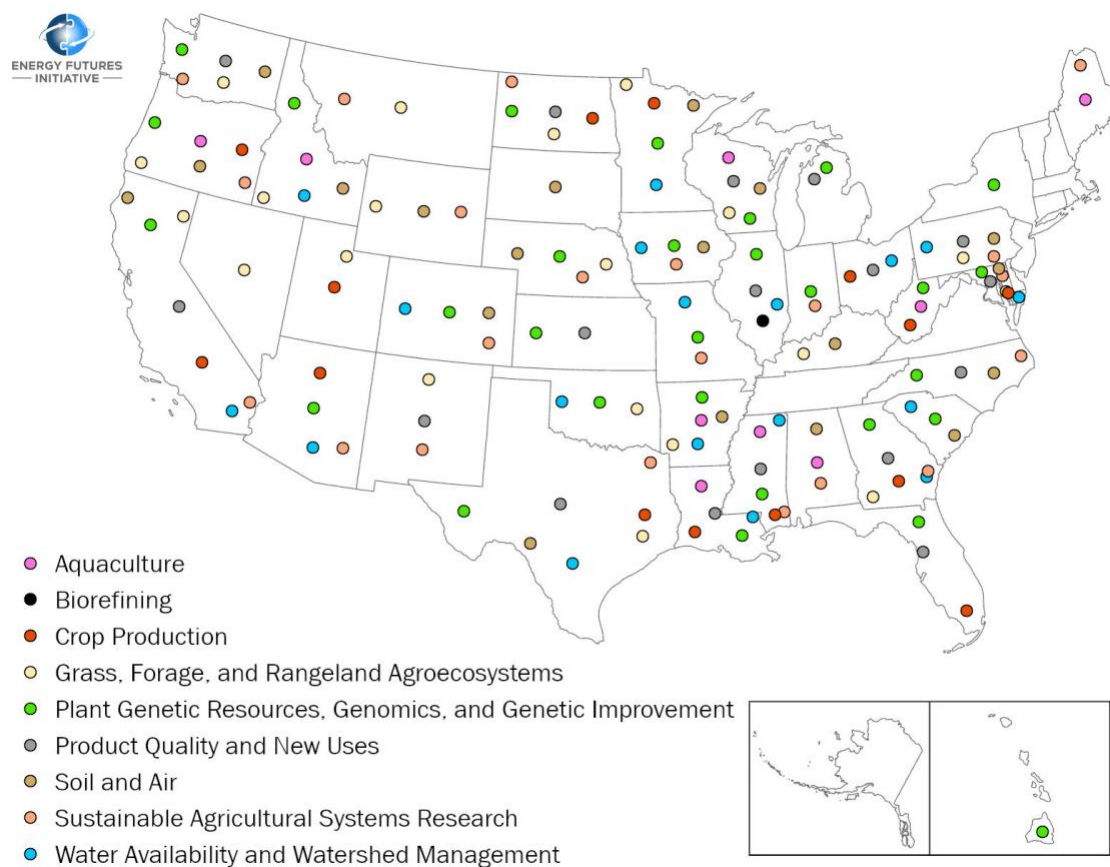 ENERGY FUTURES
INITIATIVE
Aquaculture
Biorefining
Crop Production
Grass, Forage, and Rangeland Agroecosystems
Plant Genetic Resources, Genomics, and Genetic Improvement
Product Quality and New Uses
Soil and Air
Sustainable Agricultural Systems Research
Water Availability and Watershed Management